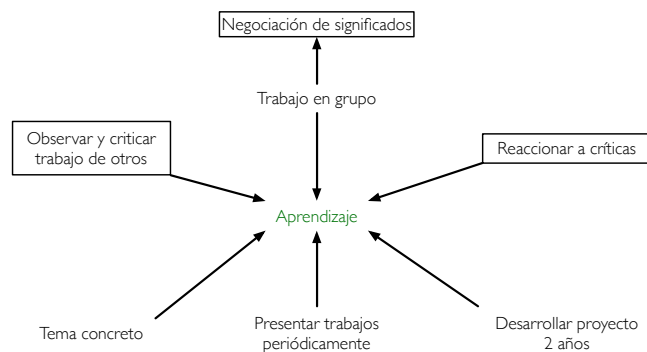 Negociación de significados
Trabajo en grupo
Observar y criticar
trabajo de otros
Reaccionar a críticas
Aprendizaje
Tema concreto
Presentar trabajos
periódicamente
Desarrollar proyecto
2 años